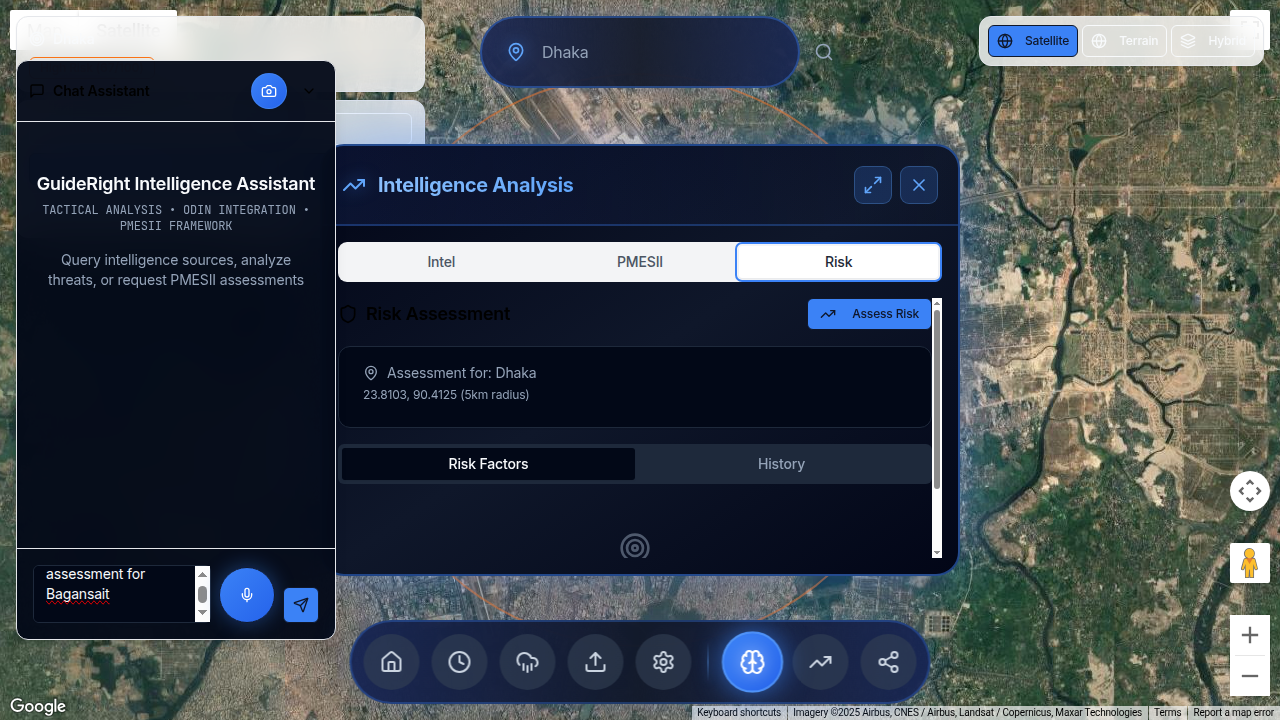 Map
Satellite
Dhaka
Satellite
Terrain
Hybrid
Chat Assistant
GuideRight Intelligence Assistant
TACTICAL ANALYSIS • ODIN INTEGRATION •
PMESII FRAMEWORK
Query intelligence sources, analyze
threats, or request PMESII assessments
assessment for
Bagansait
Intelligence Analysis
Intel
PMESII
Risk
Risk Assessment
Assess Risk
Assessment for: Dhaka
23.8103, 90.4125 (5km radius)
Risk Factors
History
Google
Keyboard shortcuts
Imagery ©2025 Airbus, CNES / Airbus, Landsat / Copernicus, Maxar Technologies
Terms
Report a map error